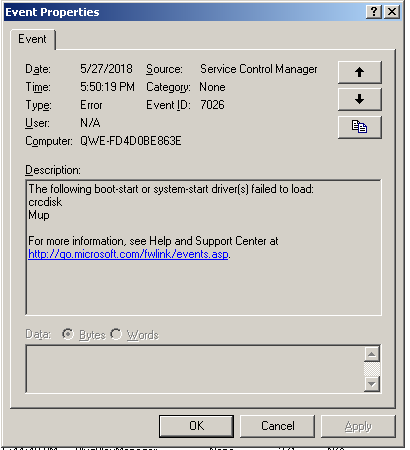 Event Properties
Event
Date: 5/27/2018 Source: Service Control Manager
Time: 5:50:19 PM Category: None
Type: Error Event ID: 7026
User: N/A
Computer: QWE-FD4D0BE863E
Description:
The following boot-start or system-start driver(s) failed to load:
crcdisk
Mup
For more information, see Help and Support Center at
http://go.microsoft.com/fwlink/events.asp.
Data: Bytes Words
OK Cancel Apply